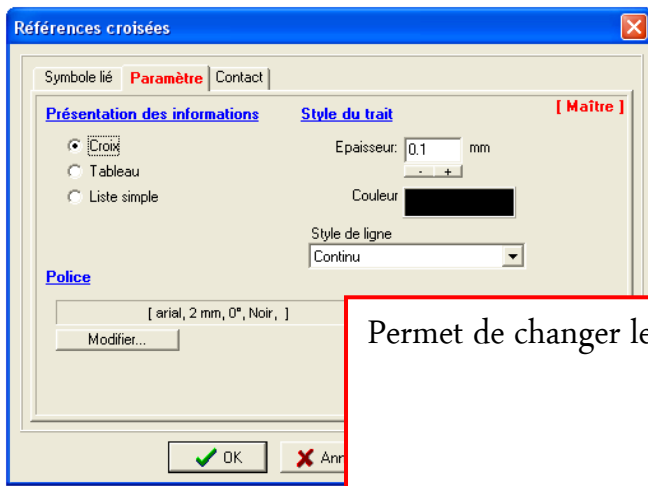 Références croisées
Symbole lié Paramètre Contact
Présentation des informations Style du trait [ Maître ]
Croix Epaisseur: 0.1 mm
- +
Tableau
Liste simple Couleur
Style de ligne
Continu
Police
[ arial, 2 mm, 0°, Noir, ]
Modifier...
Permet de changer le
OK Ann